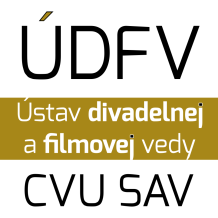 ÚDFV
Ústav divadelnej
a filmovej vedy
CVU SAV